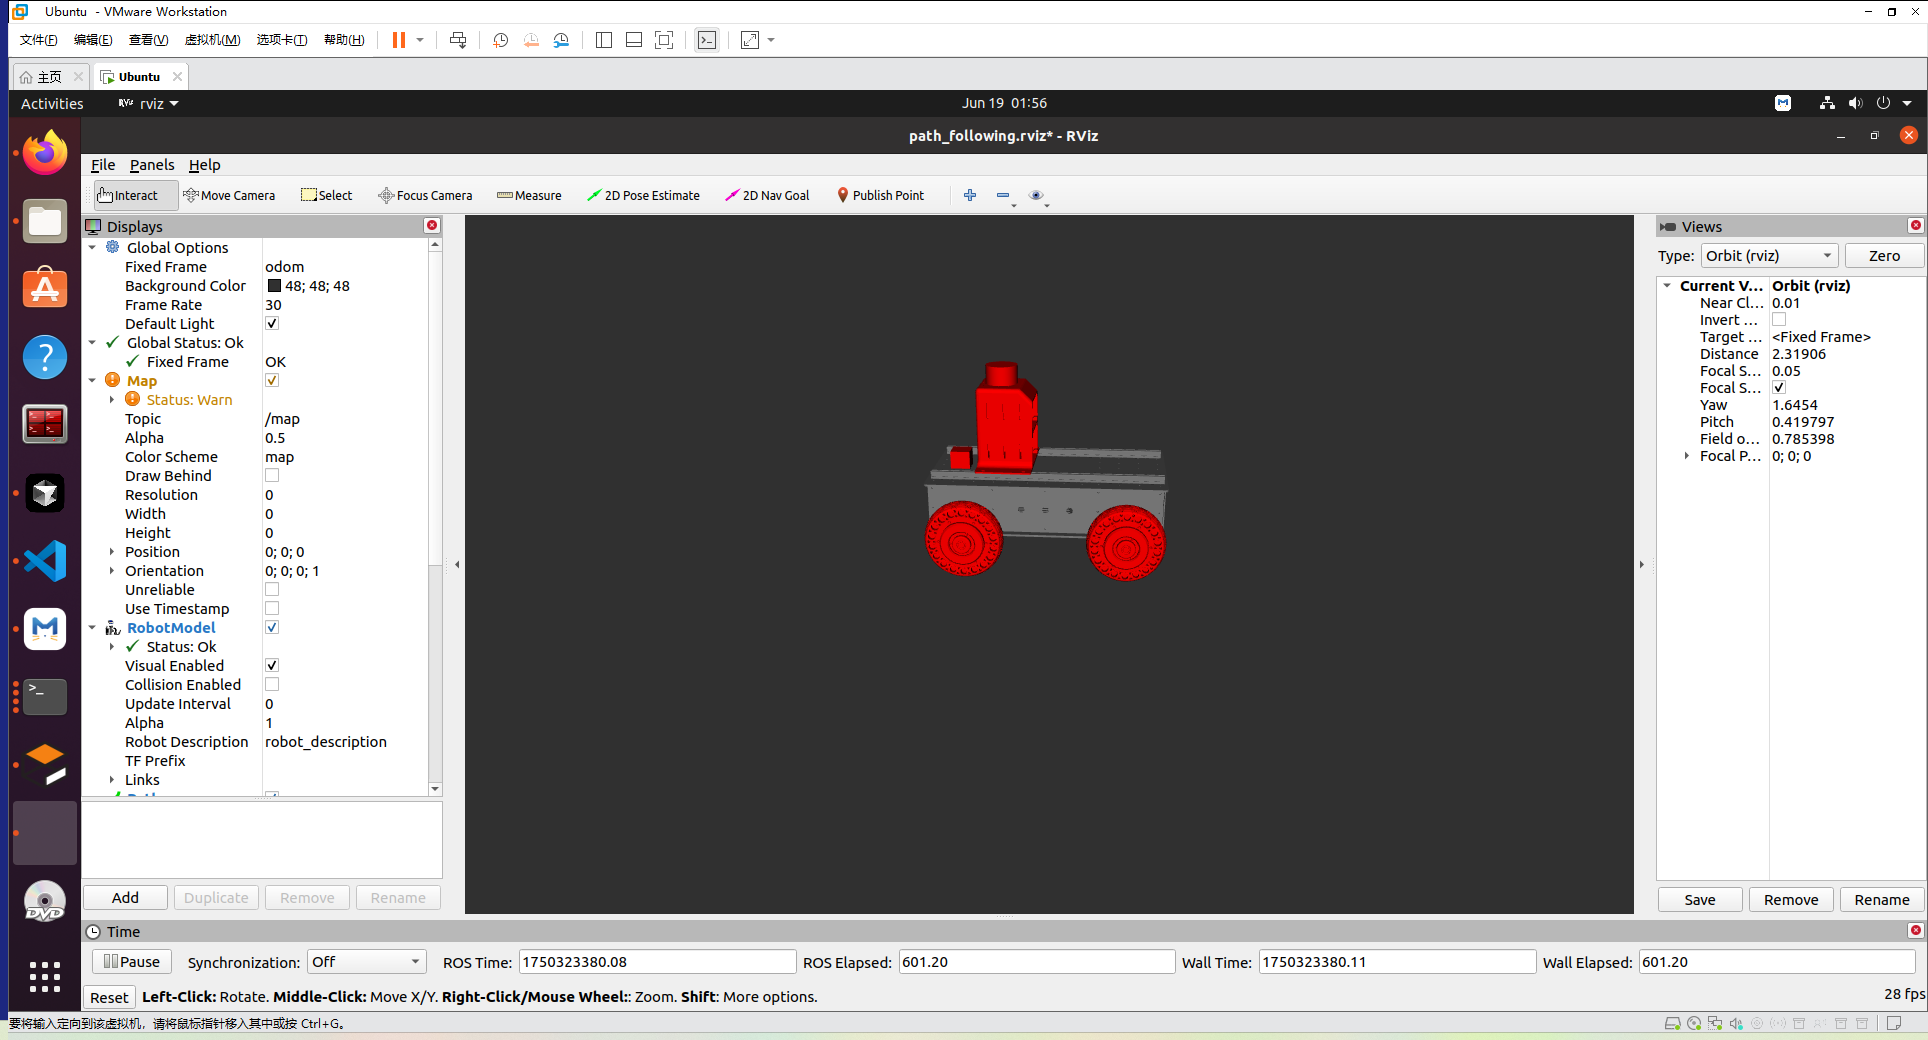 Ubuntu - VMware Workstation
文件(F) 编辑(E) 查看(V) 虚拟机(M) 选项卡(T) 帮助(H)
主页 Ubuntu
Activities rviz Jun 19 01:56
path_following.rviz* - RViz
File Panels Help
Interact Move Camera Select Focus Camera Measure 2D Pose Estimate 2D Nav Goal Publish Point
Displays
Global Options
Fixed Frame odom
Background Color 48; 48; 48
Frame Rate 30
Default Light
Global Status: Ok
Fixed Frame OK
Map
Status: Warn
Topic /map
Alpha 0.5
Color Scheme map
Draw Behind
Resolution 0
Width 0
Height 0
Position 0; 0; 0
Orientation 0; 0; 0; 1
Unreliable
Use Timestamp
RobotModel
Status: Ok
Visual Enabled
Collision Enabled
Update Interval 0
Alpha 1
Robot Description robot_description
TF Prefix
Links
Add Duplicate Remove Rename
Views
Type: Orbit (rviz) Zero
Current V... Orbit (rviz)
Near Cl... 0.01
Invert ...
Target ... <Fixed Frame>
Distance 2.31906
Focal S... 0.05
Focal S...
Yaw 1.6454
Pitch 0.419797
Field o... 0.785398
Focal P... 0; 0; 0
Save Remove Rename
Time
Pause Synchronization: Off ROS Time: 1750323380.08 ROS Elapsed: 601.20 Wall Time: 1750323380.11 Wall Elapsed: 601.20
Reset Left-Click: Rotate. Middle-Click: Move X/Y. Right-Click/Mouse Wheel:: Zoom. Shift: More options. 28 fps
要将输入定向到该虚拟机，请将鼠标指针移入其中或按 Ctrl+G。